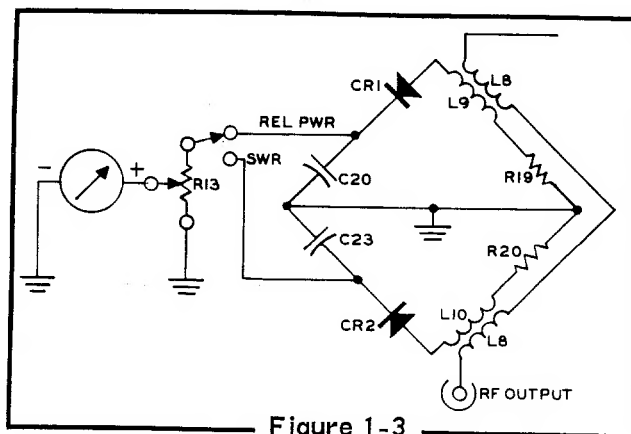 CR1
L8
L9
REL PWR
SWR
- +
R13
C20
R19
C23
R20
CR2
L10
L8
RF OUTPUT
Figure 1-3